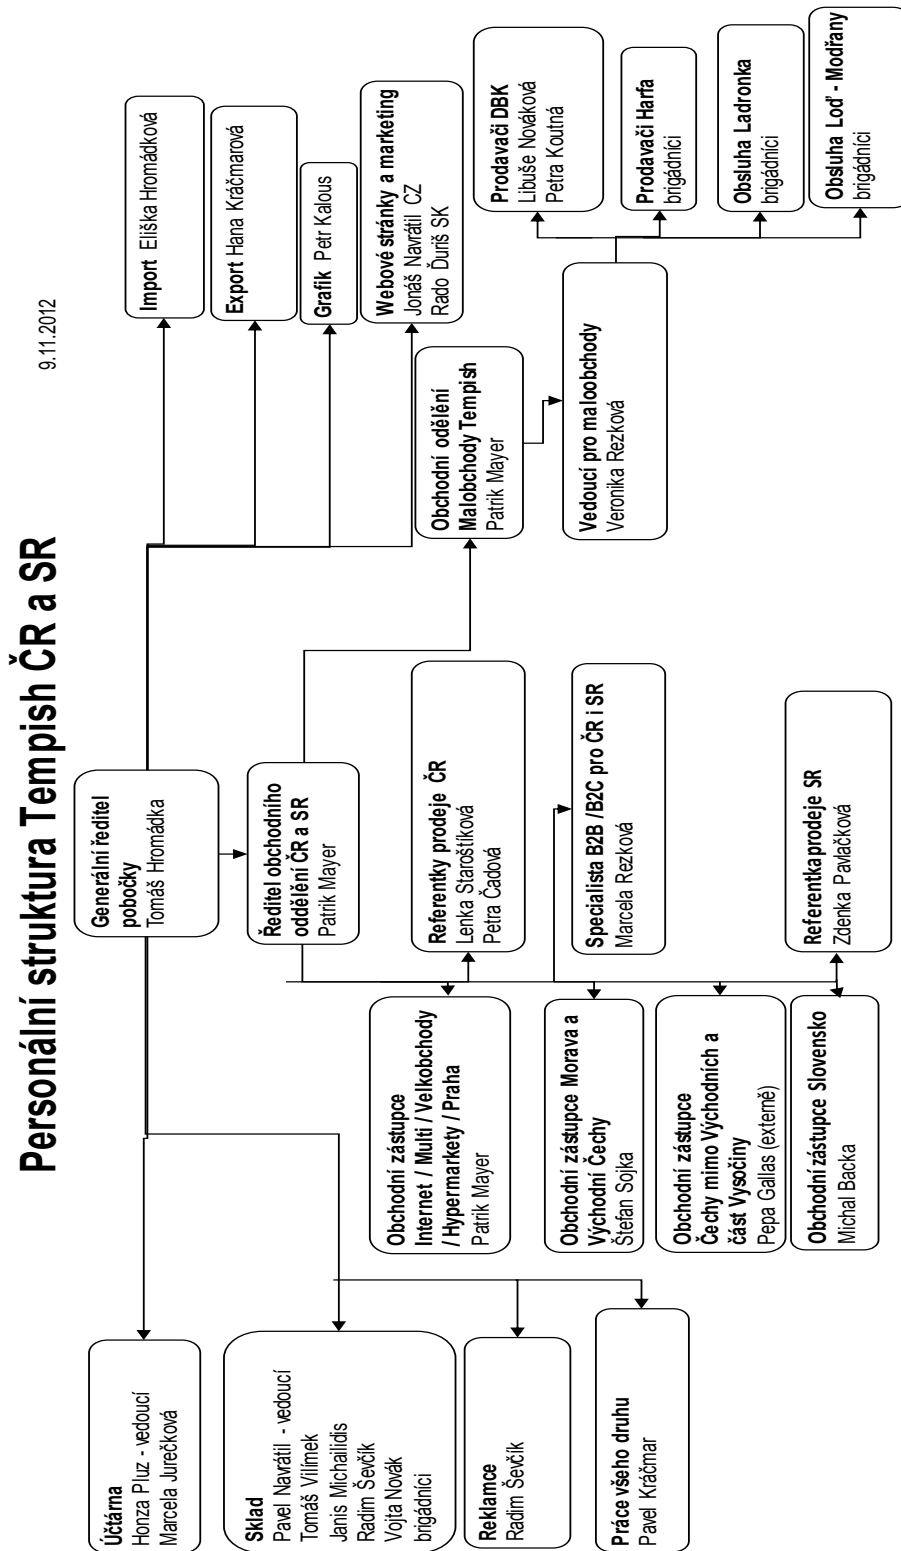 Personální struktura Tempish ČR a SR
9.11.2012
Generální ředitel
pobočky
Tomáš Hromádka
Účtárna
Honza Pluz - vedoucí
Marcela Jurečková
Sklad
Pavel Navrátil - vedoucí
Tomáš Vilímek
Janis Michailidis
Radim Ševčík
Vojta Novák
brigádníci
Reklamce
Radim Ševčík
Práce všeho druhu
Pavel Kráčmar
Ředitel obchodního
oddělení ČR a SR
Patrik Mayer
Obchodní zástupce
Internet / Multi / Velkobchody
/ Hypermarkety / Praha
Patrik Mayer
Obchodní zástupce Morava a
Východní Čechy
Štefan Sojka
Obchodní zástupce
Čechy mimo Východních a
část Vysočiny
Pepa Gallas (externě)
Obchodní zástupce Slovensko
Michal Backa
Referentky prodeje ČR
Lenka Staroštíková
Petra Čadová
Specialista B2B /B2C pro ČR i SR
Marcela Rezková
Referentka prodeje SR
Zdenka Pavlačková
Import Eliška Hromádková
Export Hana Kráčmarová
Grafik Petr Kalous
Webové stránky a marketing
Jonáš Navrátil CZ
Rado Ďuriš SK
Obchodní odělění
Malobchody Tempish
Patrik Mayer
Vedoucí pro maloobchody
Veronika Rezková
Prodavači DBK
Libuše Nováková
Petra Koutná
Prodavači Harfa
brigádníci
Obsluha Ladronka
brigádníci
Obsluha Loď - Modřany
brigádníci